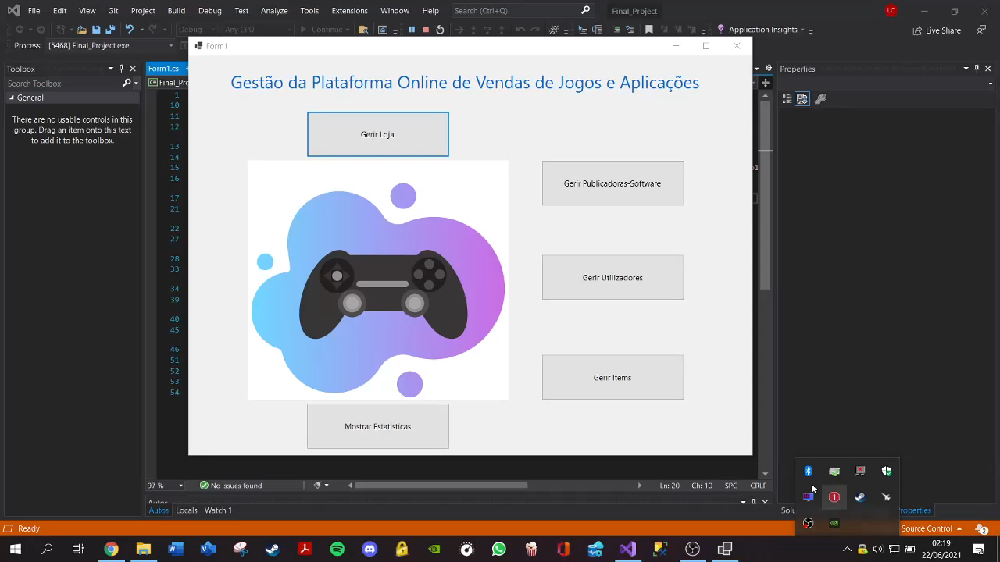 File Edit View Git Project Build Debug Test Analyze Tools Extensions Window Help Search (Ctrl+Q) Final_Project LC
Debug Any CPU Continue Application Insights Live Share
Process: [5468] Final_Project.exe
Form1
Toolbox
Form1.cs
Properties
Search Toolbox
Final_Pro
General
There are no usable controls in this
group. Drag an item onto this text
to add it to the toolbox.
Gestão da Plataforma Online de Vendas de Jogos e Aplicações
Gerir Loja
Gerir Publicadoras-Software
Gerir Utilizadores
Gerir Items
Mostrar Estatisticas
1
10
11
12
13
14
15
16
17
21
22
27
28
33
34
39
40
45
46
51
52
53
54
97 % No issues found Ln: 20 Ch: 10 SPC CRLF
Autos
Autos Locals Watch 1 Solu Properties
Ready Source Control 2
02:19
22/06/2021